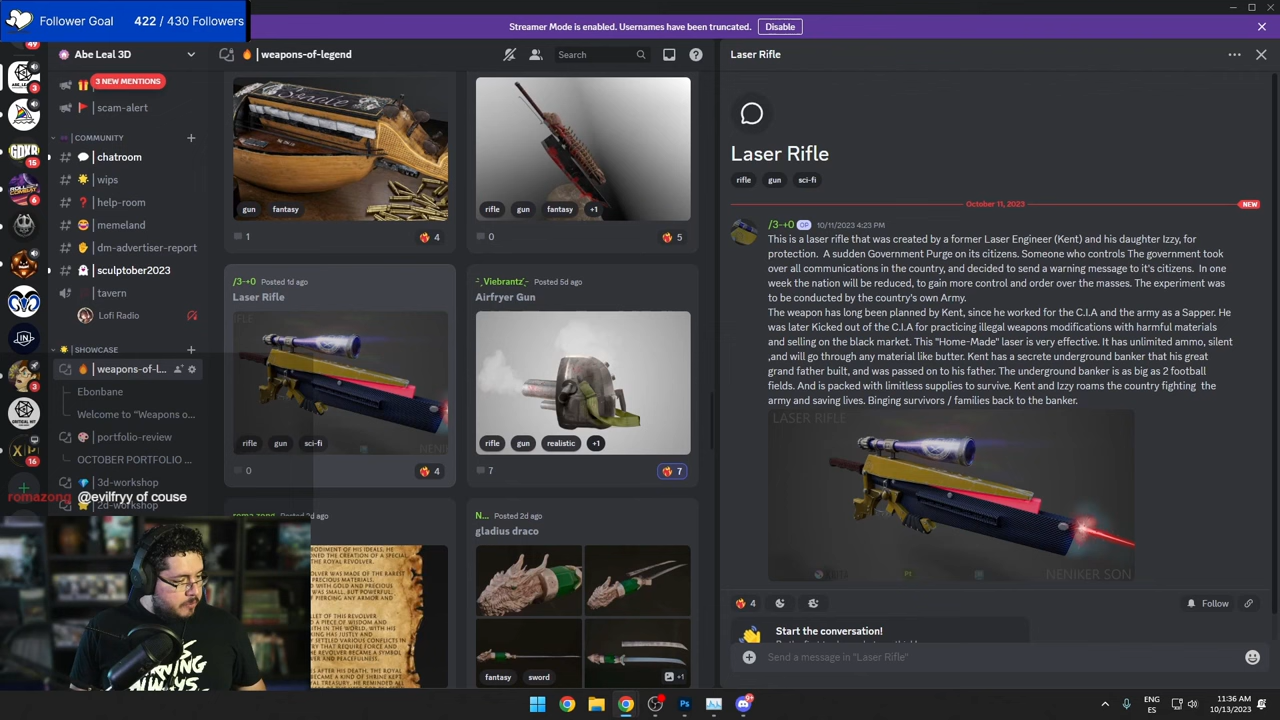 Follower Goal
422 / 430 Followers
Streamer Mode is enabled. Usernames have been truncated.
Disable
Abe Leal 3D
3 NEW MENTIONS
scam-alert
COMMUNITY
chatroom
wips
help-room
memeland
dm-advertiser-report
sculptober2023
tavern
Lofi Radio
SHOWCASE
weapons-of-l...
Ebonbane
Welcome to "Weapons o...
portfolio-review
OCTOBER PORTFOLIO ...
3d-workshop
2d-workshop
romazong @evilfryy of couse
weapons-of-legend
Search
gun
fantasy
1
4
rifle
gun
fantasy
+1
0
5
/3-+0 Posted 1d ago
Laser Rifle
rifle
gun
sci-fi
0
4
-Viebrantz- Posted 5d ago
Airfryer Gun
rifle
gun
realistic
+1
7
7
N... Posted 2d ago
gladius draco
fantasy
sword
+1
Laser Rifle
Laser Rifle
rifle
gun
sci-fi
October 11, 2023
NEW
/3-+0 OP 10/11/2023 4:23 PM
This is a laser rifle that was created by a former Laser Engineer (Kent) and his daughter Izzy, for
protection. A sudden Government Purge on its citizens. Someone who controls The government took
over all communications in the country, and decided to send a warning message to it's citizens. In one
week the nation will be reduced, to gain more control and order over the masses. The experiment was
to be conducted by the country's own Army.
The weapon has long been planned by Kent, since he worked for the C.I.A and the army as a Sapper. He
was later Kicked out of the C.I.A for practicing illegal weapons modifications with harmful materials
and selling on the black market. This "Home-Made" laser is very effective. It has unlimited ammo, silent
,and will go through any material like butter. Kent has a secrete underground banker that his great
grand father built, and was passed on to his father. The underground banker is as big as 2 football
fields. And is packed with limitless supplies to survive. Kent and Izzy roams the country fighting the
army and saving lives. Binging survivors / families back to the banker.
LASER RIFLE
NENIKER SON
4
Follow
Start the conversation!
Send a message in "Laser Rifle"
ENG
ES
11:36 AM
10/13/2023